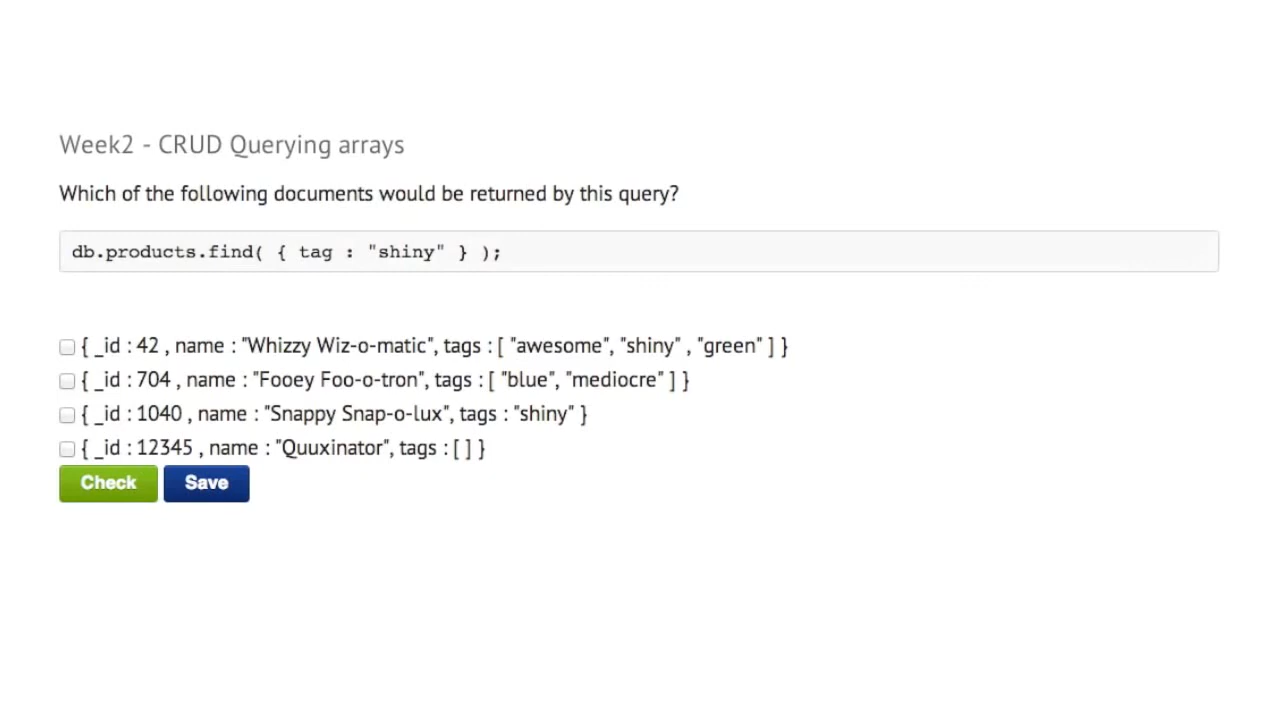 Week2 - CRUD Querying arrays
Which of the following documents would be returned by this query?
db.products.find( { tag : "shiny" } );
{ _id : 42 , name : "Whizzy Wiz-o-matic", tags : [ "awesome", "shiny" , "green" ] }
{ _id : 704 , name : "Fooey Foo-o-tron", tags : [ "blue", "mediocre" ] }
{ _id : 1040 , name : "Snappy Snap-o-lux", tags : "shiny" }
{ _id : 12345 , name : "Quuxinator", tags : [ ] }
Check Save